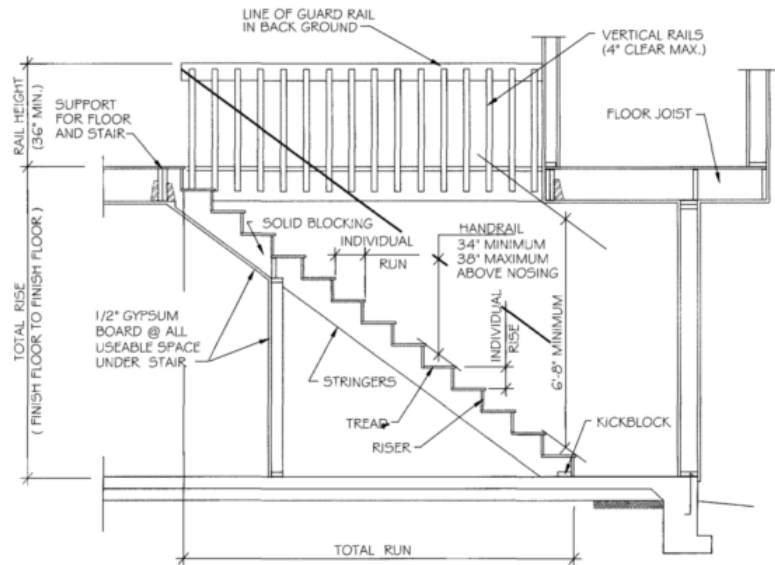 LINE OF GUARD RAIL
IN BACK GROUND
VERTICAL RAILS
(4" CLEAR MAX.)
RAIL HEIGHT
(36" MIN.)
SUPPORT
FOR FLOOR
AND STAIR
FLOOR JOIST
SOLID BLOCKING
INDIVIDUAL
RUN
HANDRAIL
34" MINIMUM
38" MAXIMUM
ABOVE NOSING
TOTAL RISE
( FINISH FLOOR TO FINISH FLOOR )
1/2" GYPSUM
BOARD @ ALL
USEABLE SPACE
UNDER STAIR
INDIVIDUAL
RISE
6'-8" MINIMUM
STRINGERS
TREAD
RISER
KICKBLOCK
TOTAL RUN